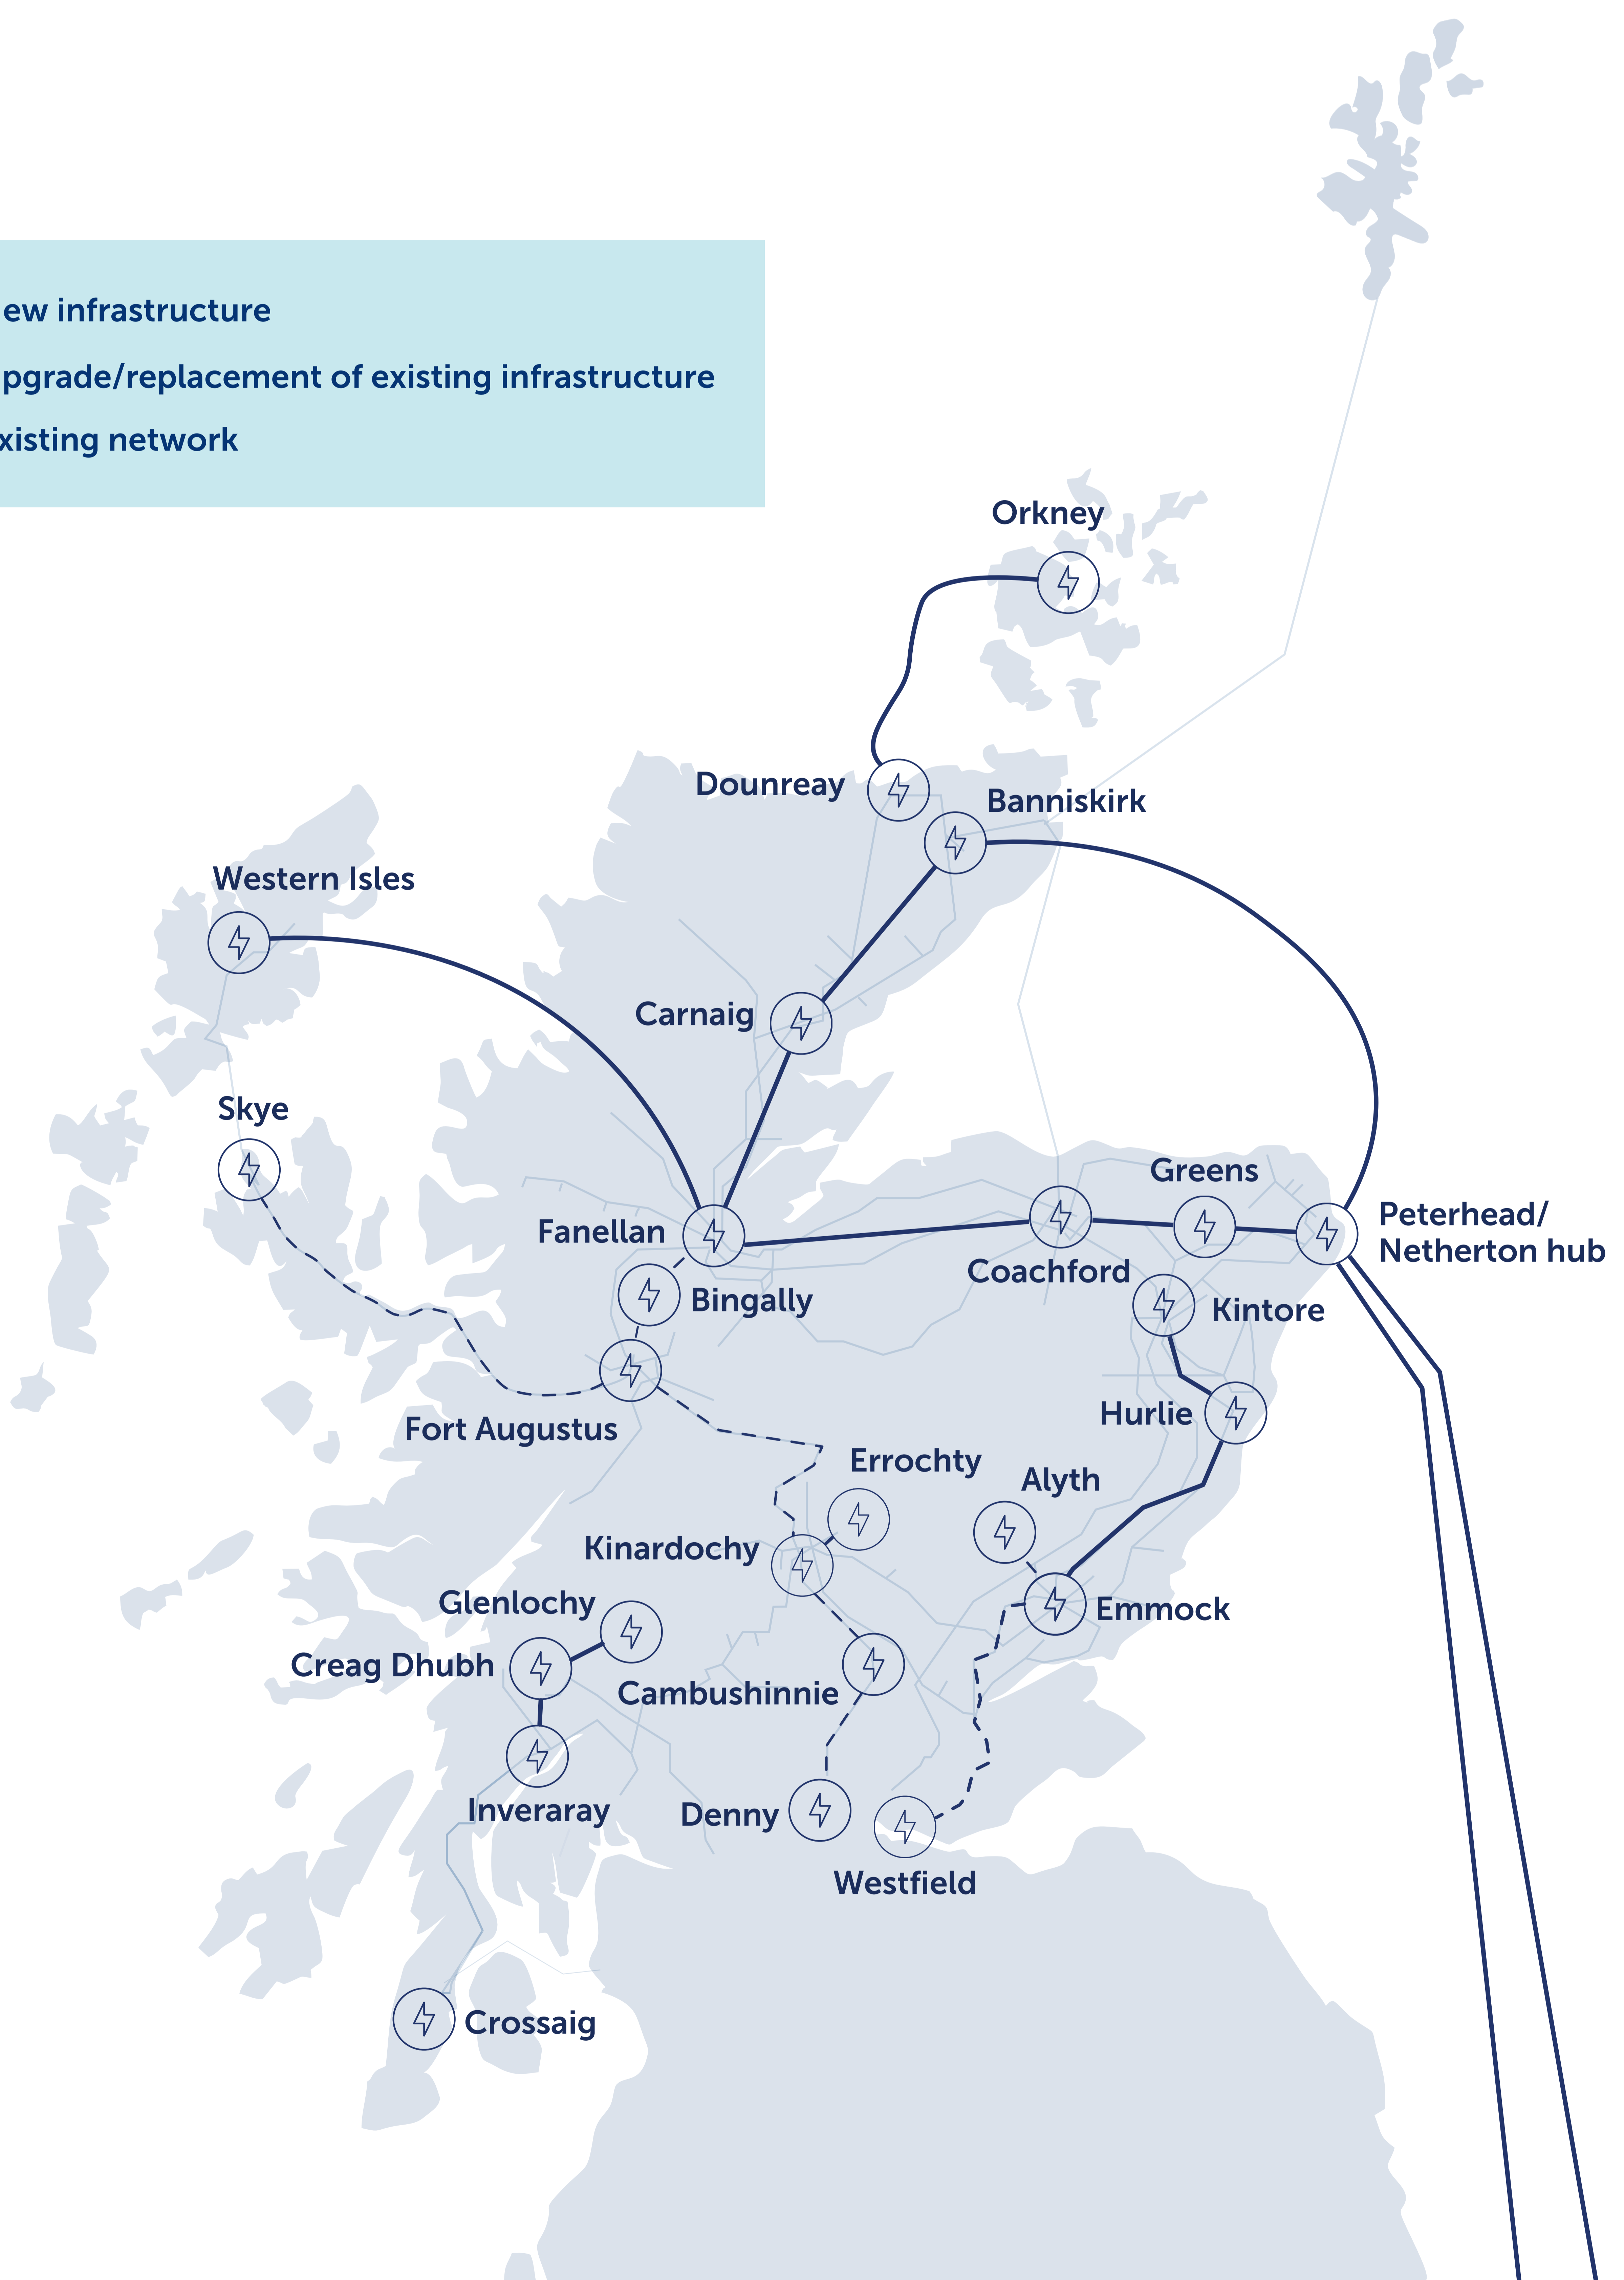 ew infrastructure
pgrade/replacement of existing infrastructure
xisting network
Orkney
Dounreay
Banniskirk
Western Isles
Carnaig
Skye
Greens
Peterhead/
Netherton hub
Fanellan
Coachford
Bingally
Kintore
Hurlie
Fort Augustus
Errochty
Alyth
Kinardochy
Glenlochy
Emmock
Creag Dhubh
Cambushinnie
Inveraray
Denny
Westfield
Crossaig